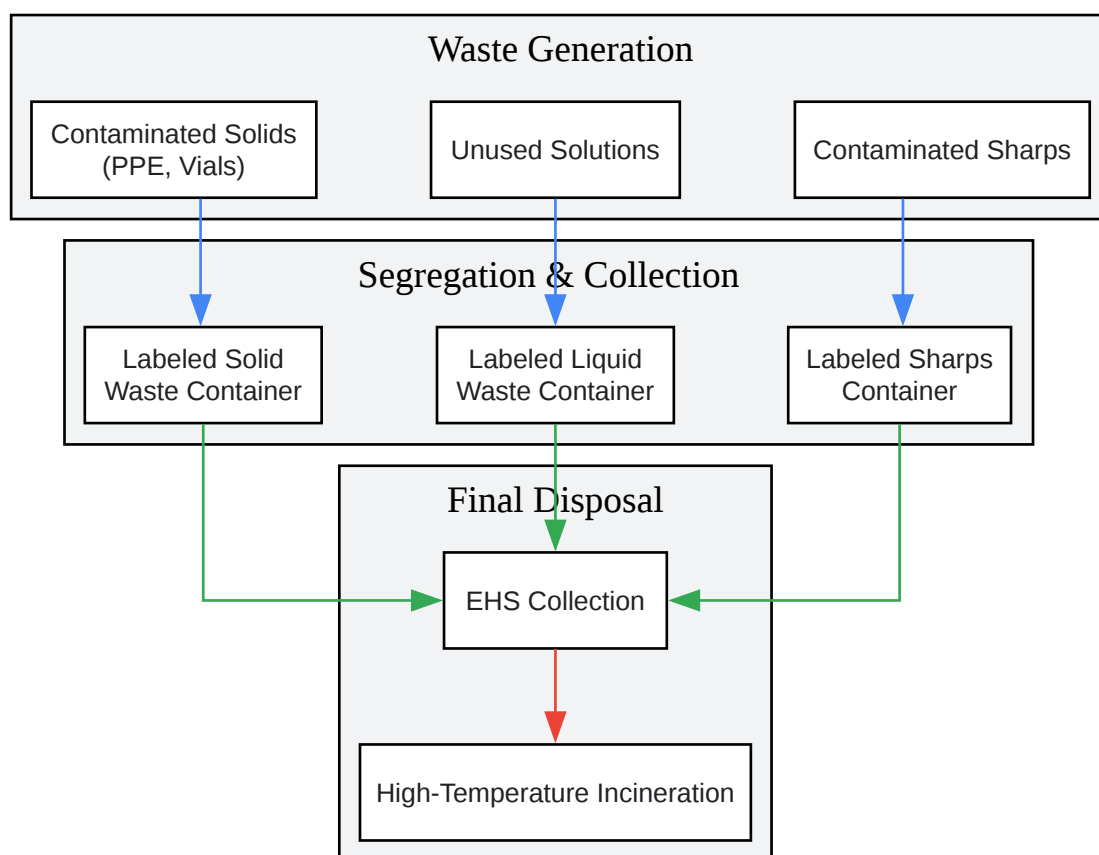 Waste Generation
Contaminated Solids
(PPE, Vials)
Unused Solutions
Contaminated Sharps
Segregation & Collection
Labeled Solid
Waste Container
Labeled Liquid
Waste Container
Labeled Sharps
Container
Final Disposal
EHS Collection
High-Temperature Incineration